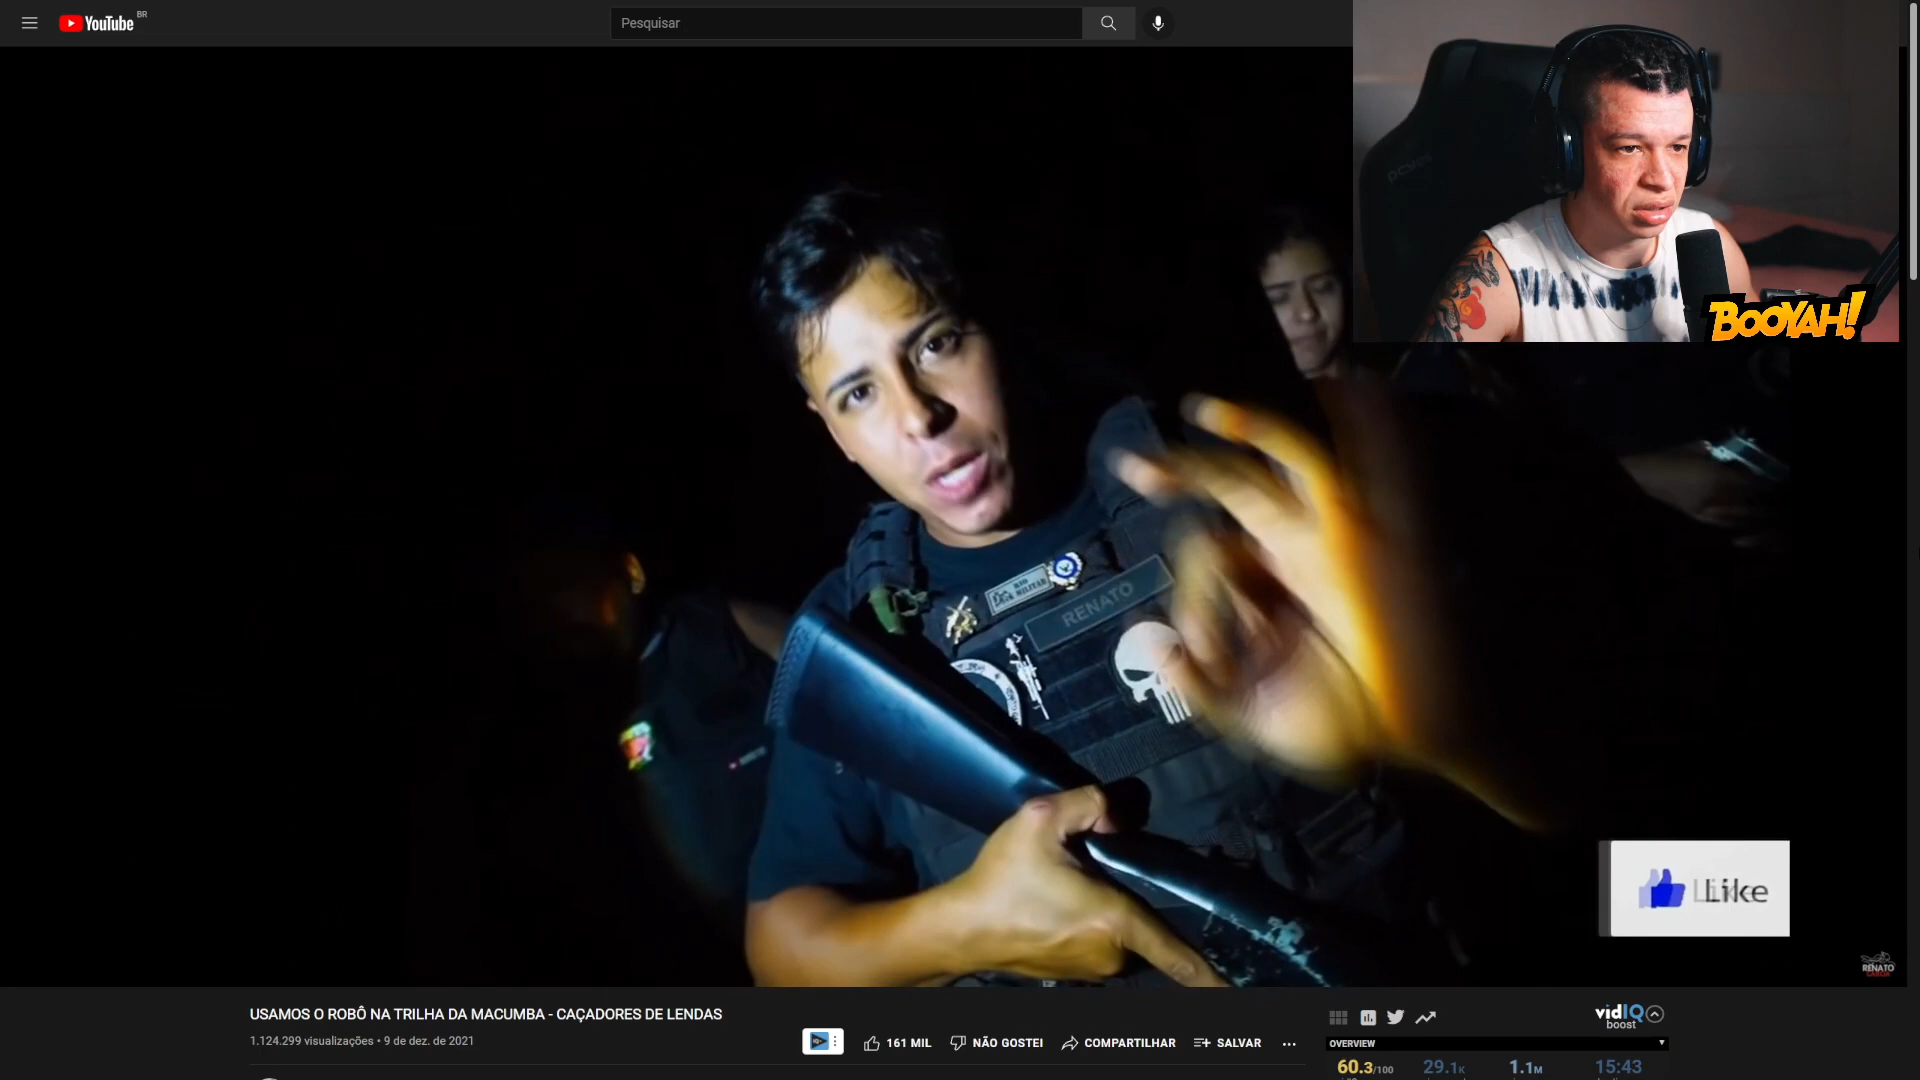 YouTube BR
Pesquisar
BOOYAH!
RENATO
Like
RENATO
GARCIA
USAMOS O ROBÔ NA TRILHA DA MACUMBA - CAÇADORES DE LENDAS
1.124.299 visualizações • 9 de dez. de 2021
161 MIL
NÃO GOSTEI
COMPARTILHAR
SALVAR
vidIQ
boost
OVERVIEW
60.3/100
29.1K
1.1M
15:43